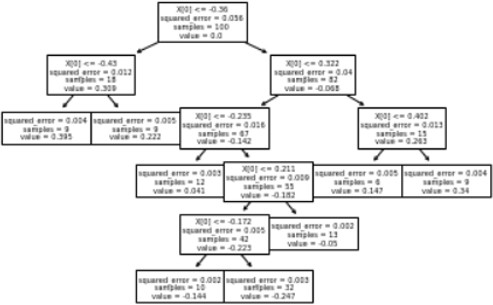 X[0] <= -0.36
squared_error = 0.056
samples = 100
value = 0.0
X[0] <= -0.43
squared_error = 0.012
samples = 18
value = 0.309
X[0] <= 0.322
squared_error = 0.04
samples = 82
value = -0.068
squared_error = 0.004
samples = 9
value = 0.395
squared_error = 0.005
samples = 9
value = 0.222
X[0] <= -0.235
squared_error = 0.016
samples = 67
value = -0.142
X[0] <= 0.402
squared_error = 0.013
samples = 15
value = 0.263
squared_error = 0.003
samples = 12
value = 0.041
X[0] <= 0.211
squared_error = 0.009
samples = 55
value = -0.182
squared_error = 0.005
samples = 6
value = 0.147
squared_error = 0.004
samples = 9
value = 0.34
X[0] <= -0.172
squared_error = 0.005
samples = 42
value = -0.223
squared_error = 0.002
samples = 13
value = -0.05
squared_error = 0.002
samples = 10
value = -0.144
squared_error = 0.003
samples = 32
value = -0.247